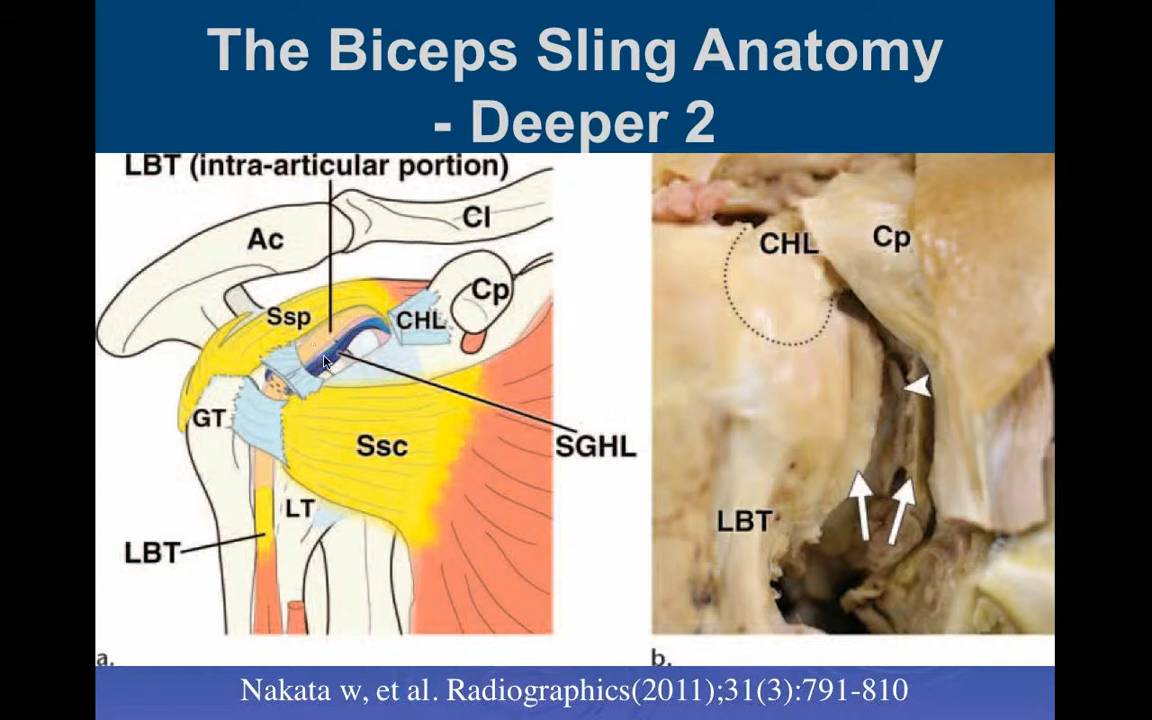 The Biceps Sling Anatomy
- Deeper 2
LBT (intra-articular portion)
Cl
Ac
Cp
Ssp
CHL
GT
Ssc
SGHL
LT
LBT
a.
CHL
Cp
LBT
b.
Nakata w, et al. Radiographics(2011);31(3):791-810